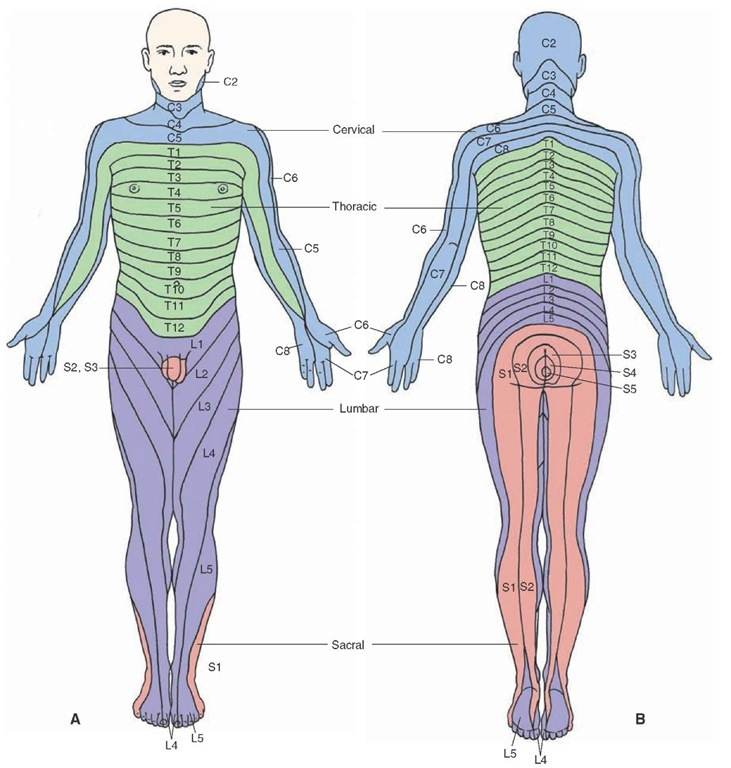 C2
C3
C4
C5
T1
T2
T3
T4
T5
T6
T7
T8
T9
T10
T11
T12
C6
C5
C6
C8
C7
L1
S2, S3
L2
L3
L4
L5
S1
A
L4
L5
Cervical
Thoracic
Lumbar
Sacral
C2
C3
C4
C5
C6
C7
C8
T1
T2
T3
T4
T5
T6
T7
T8
T9
T10
T11
T12
L1
L2
L3
L4
L5
C6
C7
C8
C8
S3
S4
S5
S1
S2
S1
S2
B
L5
L4